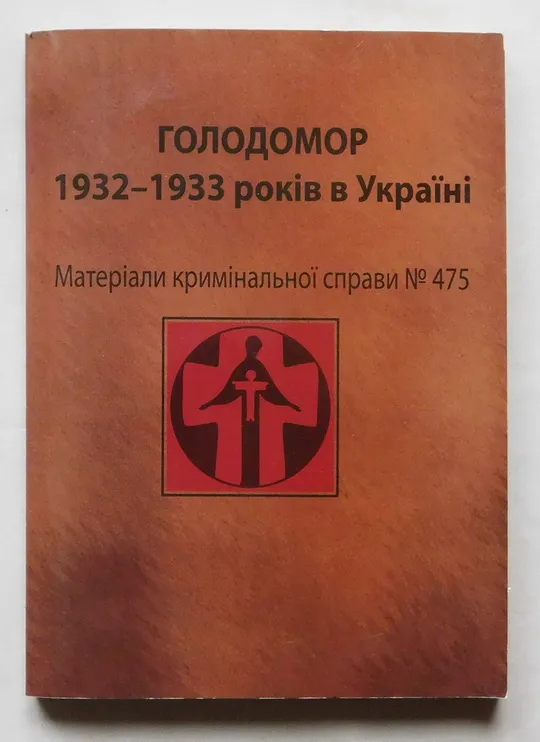 ГОЛОДОМОР
1932–1933 років в Україні
Матеріали кримінальної справи № 475